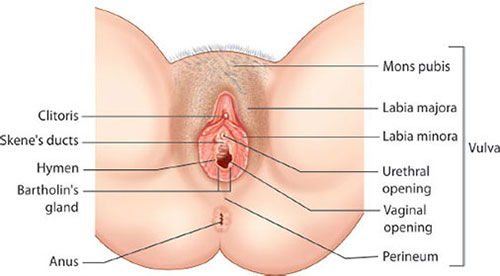 Clitoris
Skene's ducts
Hymen
Bartholin's
gland
Anus
Mons pubis
Labia majora
Labia minora
Urethral
opening
Vaginal
opening
Perineum
Vulva